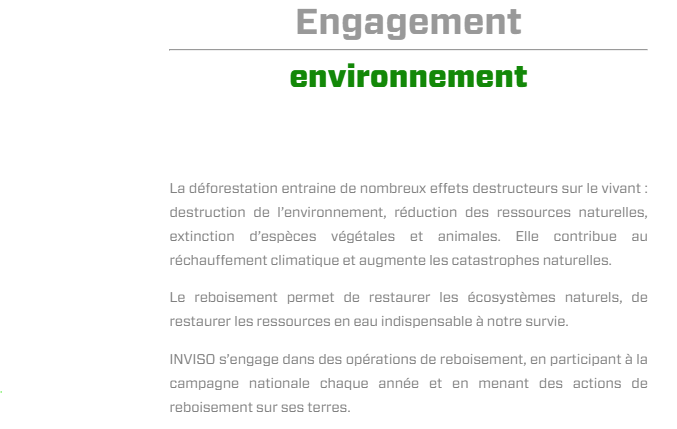 Engagement
environnement
La déforestation entraine de nombreux effets destructeurs sur le vivant :
destruction de l'environnement, réduction des ressources naturelles,
extinction d'espèces végétales et animales. Elle contribue au
réchauffement climatique et augmente les catastrophes naturelles.
Le reboisement permet de restaurer les écosystèmes naturels, de
restaurer les ressources en eau indispensable à notre survie.
INVISO s'engage dans des opérations de reboisement, en participant à la
campagne nationale chaque année et en menant des actions de
reboisement sur ses terres.